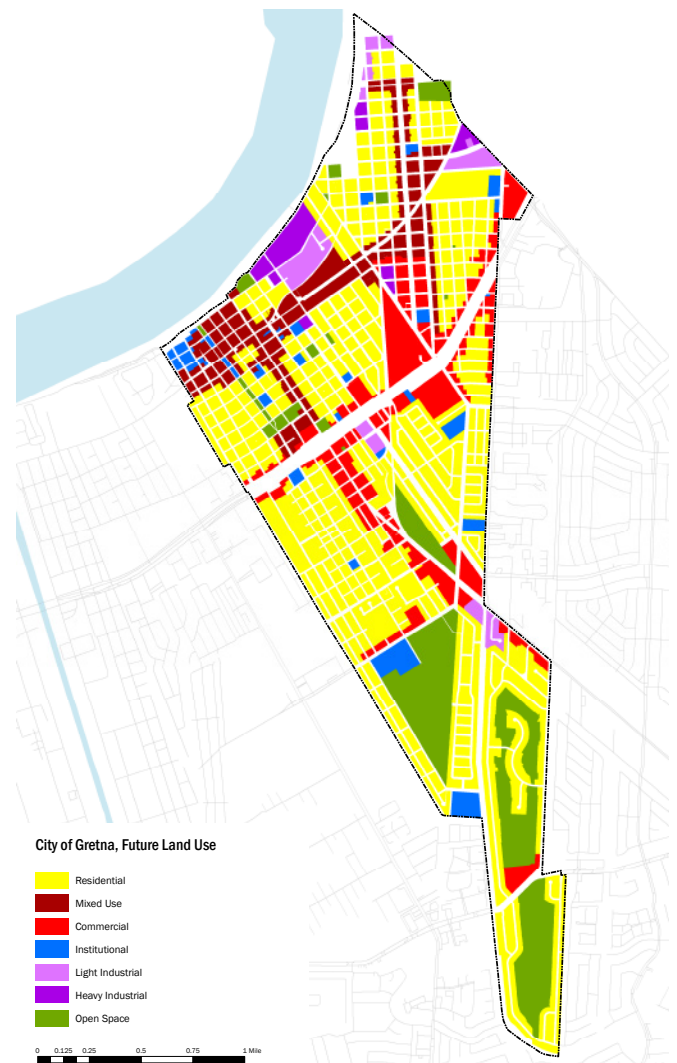 City of Gretna, Future Land Use
Residential
Mixed Use
Commercial
Institutional
Light Industrial
Heavy Industrial
Open Space
0 0.125 0.25 0.5 0.75 1 Mile